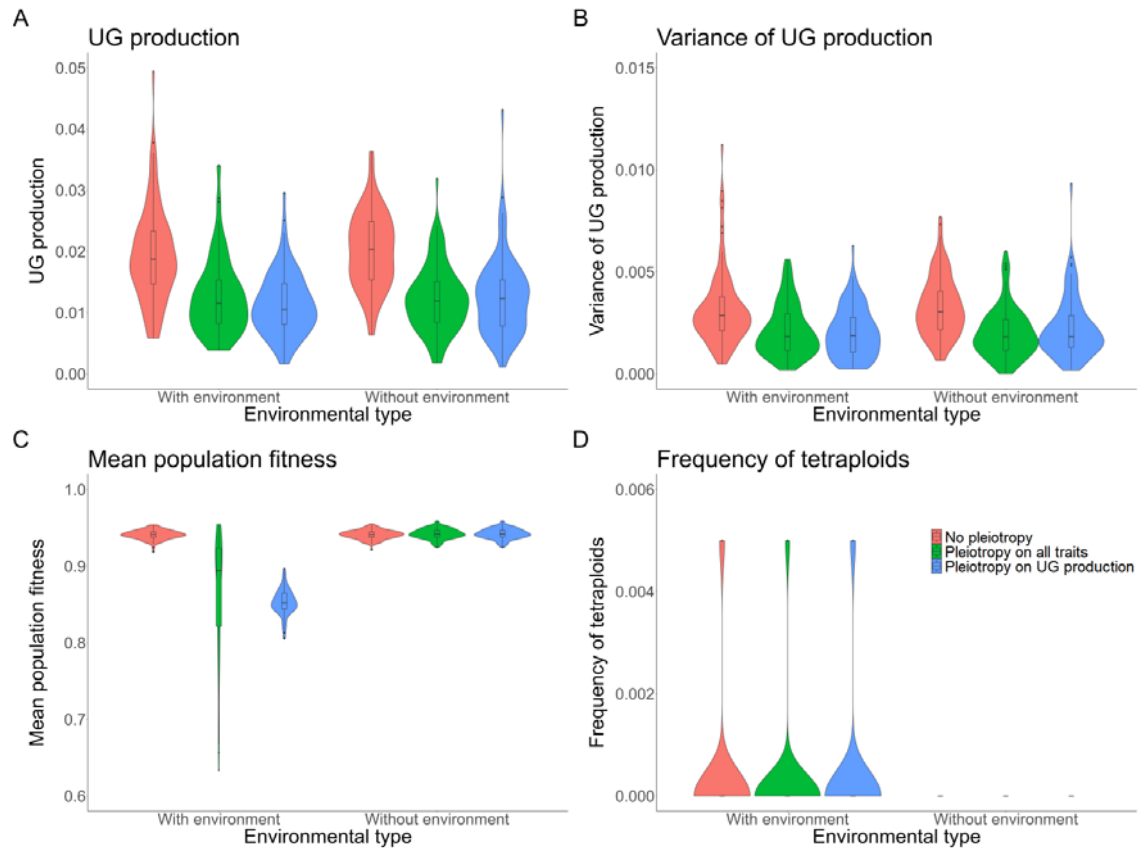 A
UG production
UG production
0.05
0.04
0.03
0.02
0.01
0.00
With environment
Without environment
Environmental type
B
Variance of UG production
Variance of UG production
0.015
0.010
0.005
0.000
With environment
Without environment
Environmental type
C
Mean population fitness
Mean population fitness
1.0
0.9
0.8
0.7
0.6
With environment
Without environment
Environmental type
D
Frequency of tetraploids
Frequency of tetraploids
0.006
0.004
0.002
0.000
No pleiotropy
Pleiotropy on all traits
Pleiotropy on UG production
With environment
Without environment
Environmental type